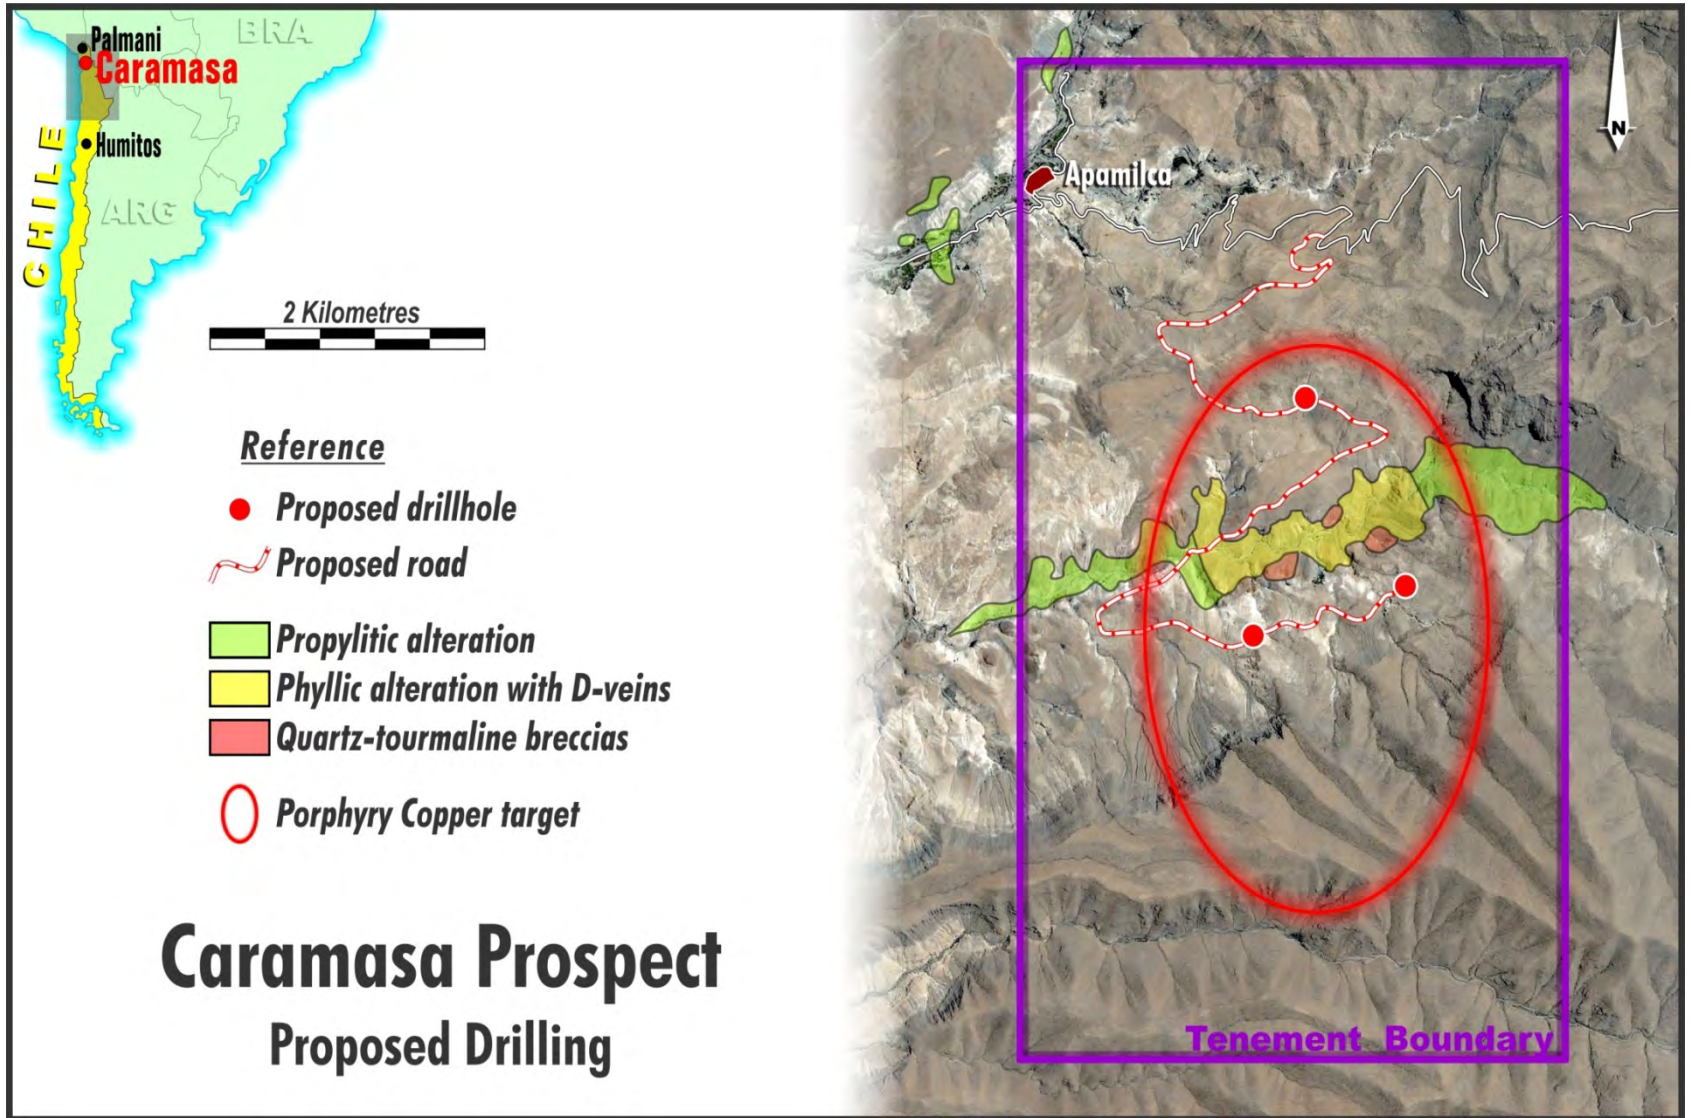 BRA
Palmani
Caramasa
CHILE
Humitos
ARG
2 Kilometres
Reference
Proposed drillhole
Proposed road
Propylitic alteration
Phyllic alteration with D-veins
Quartz-tourmaline breccias
Porphyry Copper target
Caramasa Prospect
Proposed Drilling
N
Apamilca
Tenement Boundary